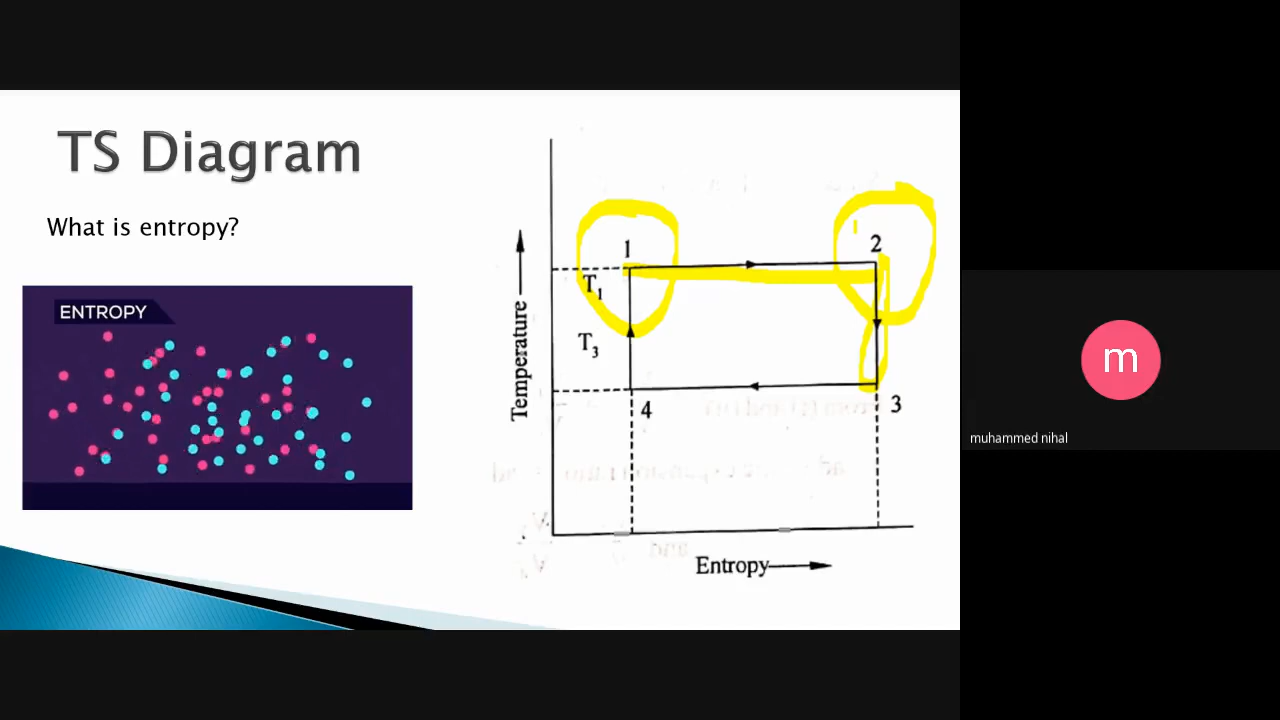 TS Diagram
What is entropy?
ENTROPY
1
2
T1
T3
Temperature
4
3
Entropy
m
muhammed nihal